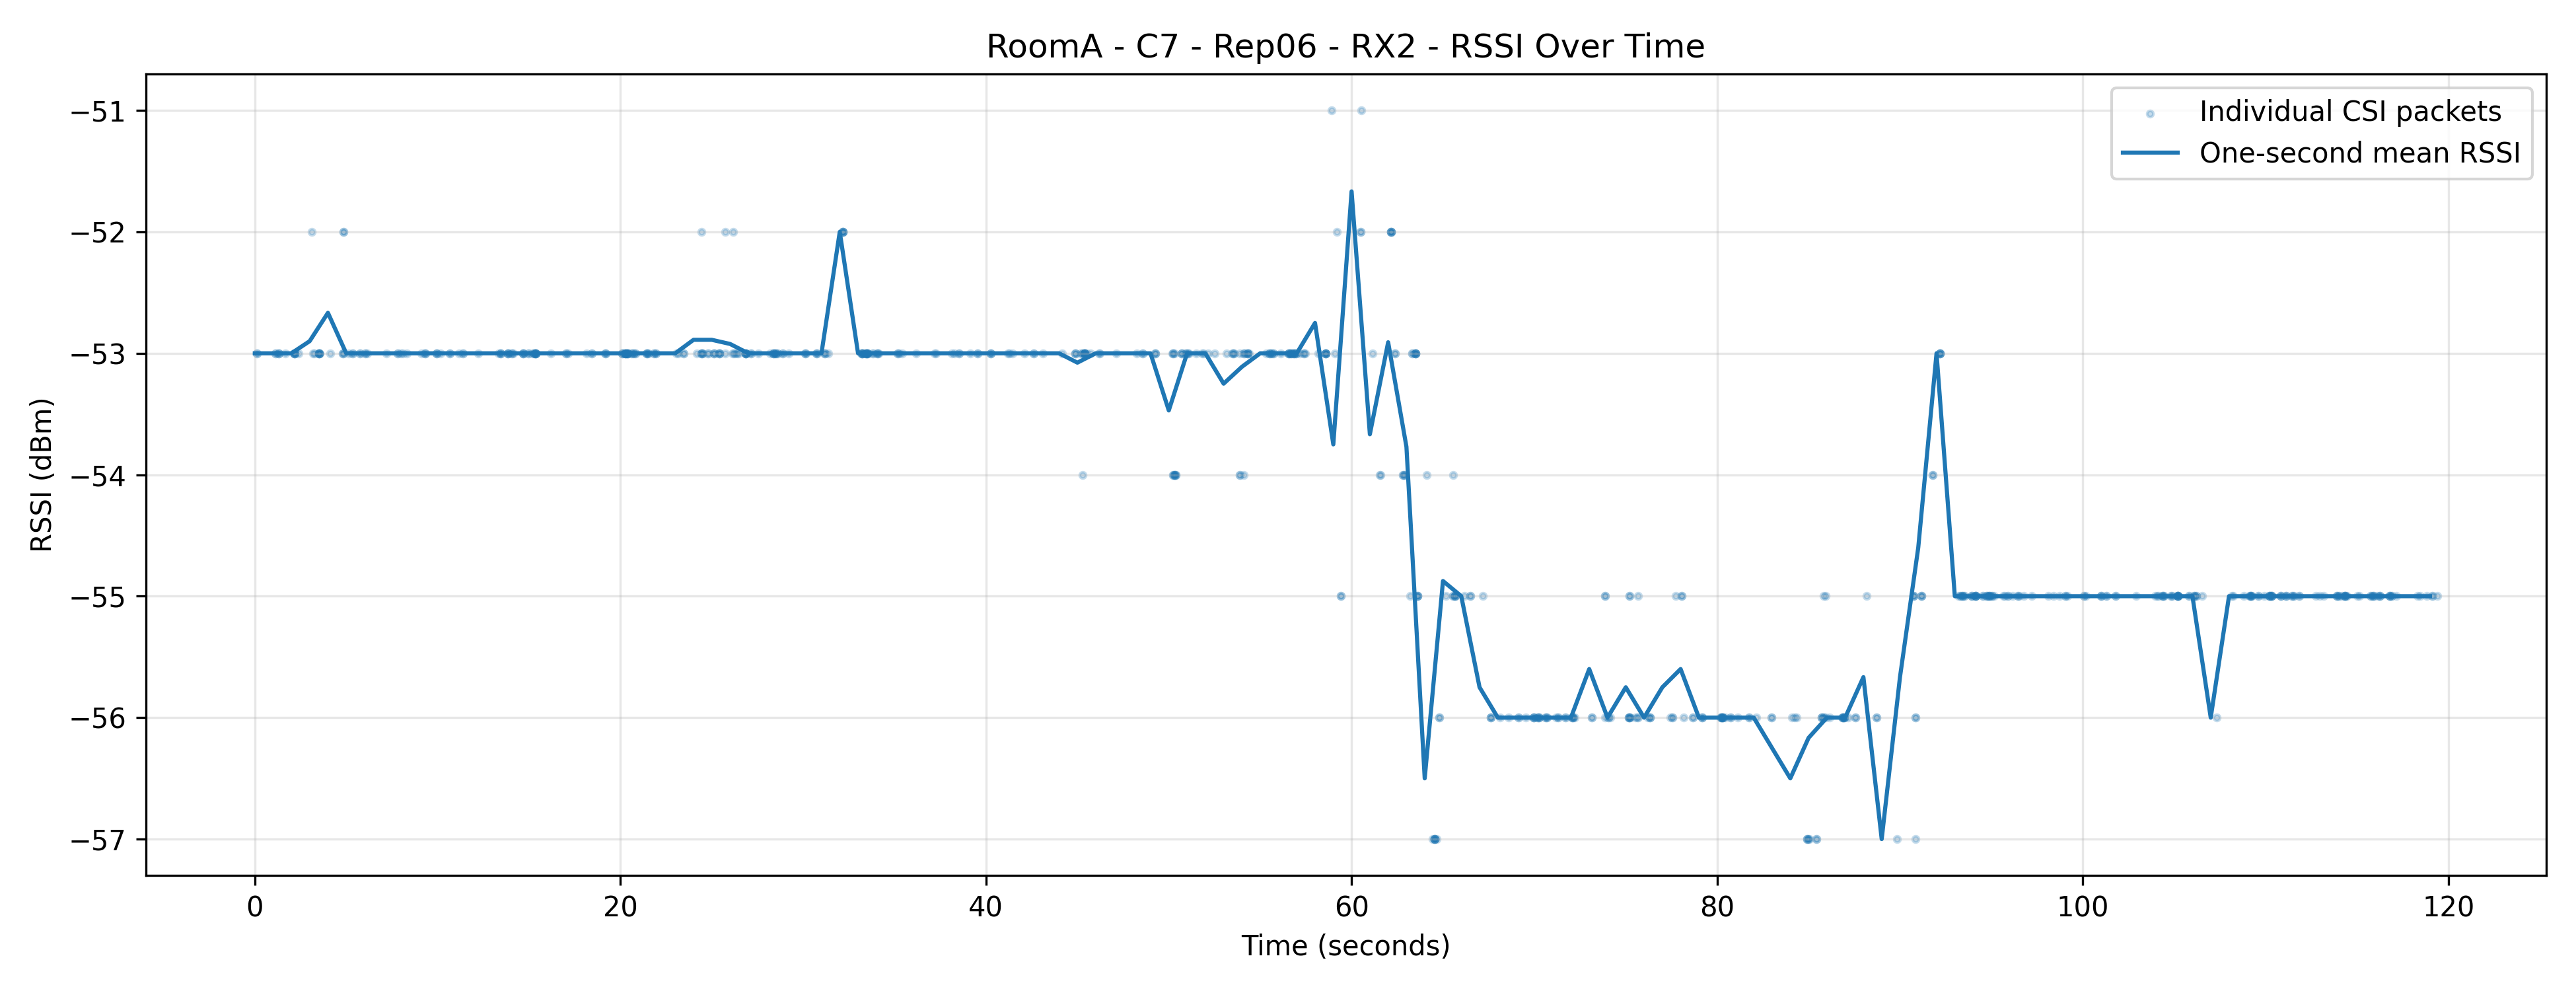 RoomA - C7 - Rep06 - RX2 - RSSI Over Time
Individual CSI packets
One-second mean RSSI
RSSI (dBm)
−51
−52
−53
−54
−55
−56
−57
0 20 40 60 80 100 120
Time (seconds)